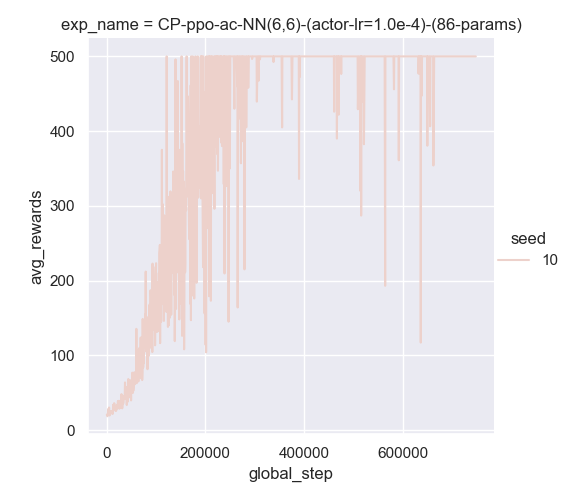 exp_name = CP-ppo-ac-NN(6,6)-(actor-lr=1.0e-4)-(86-params)
500
400
300
200
100
0
avg_rewards
0 200000 400000 600000
global_step
seed
10